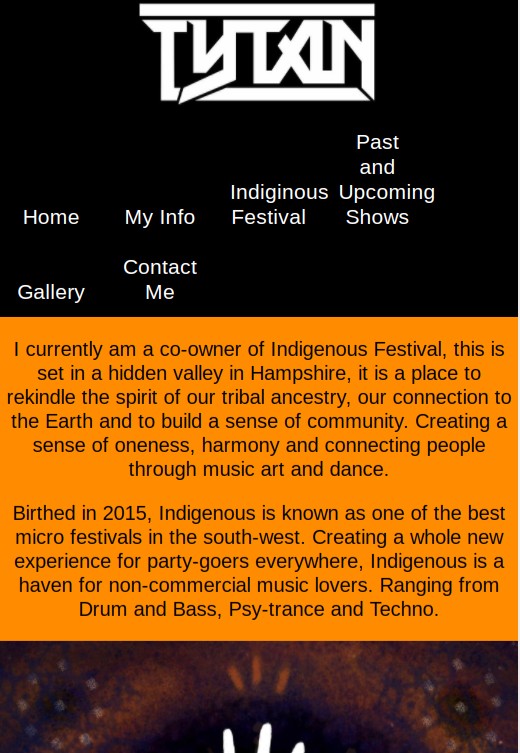 TYTAN
Past
and
Indiginous Upcoming
Home My Info Festival Shows
Contact
Gallery Me
I currently am a co-owner of Indigenous Festival, this is
set in a hidden valley in Hampshire, it is a place to
rekindle the spirit of our tribal ancestry, our connection to
the Earth and to build a sense of community. Creating a
sense of oneness, harmony and connecting people
through music art and dance.
Birthed in 2015, Indigenous is known as one of the best
micro festivals in the south-west. Creating a whole new
experience for party-goers everywhere, Indigenous is a
haven for non-commercial music lovers. Ranging from
Drum and Bass, Psy-trance and Techno.